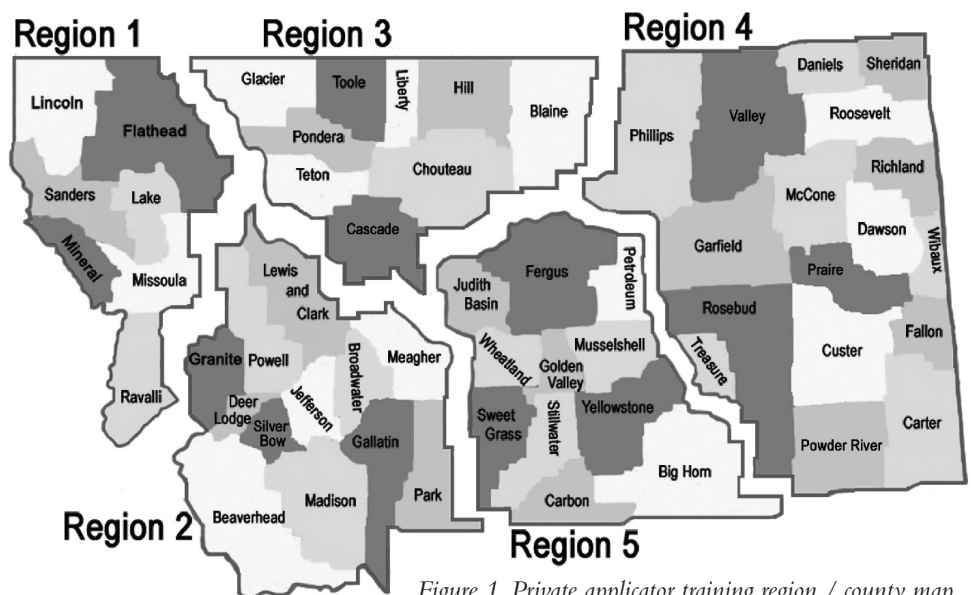 Region 1
Lincoln
Flathead
Sanders
Lake
Mineral
Missoula
Ravalli
Region 3
Glacier
Toole
Liberty
Hill
Blaine
Pondera
Teton
Chouteau
Cascade
Region 4
Daniels
Sheridan
Phillips
Valley
Roosevelt
Richland
McCone
Dawson
Wibaux
Garfield
Praire
Rosebud
Treasure
Custer
Fallon
Powder River
Carter
Lewis
and
Clark
Granite
Powell
Broadwater
Meagher
Deer
Lodge
Silver
Bow
Jefferson
Gallatin
Park
Madison
Beaverhead
Region 2
Judith
Basin
Fergus
Petroleum
Wheatland
Golden
Valley
Musselshell
Sweet
Grass
Stillwater
Yellowstone
Big Horn
Carbon
Region 5
Figure 1. Private applicator training region / county map